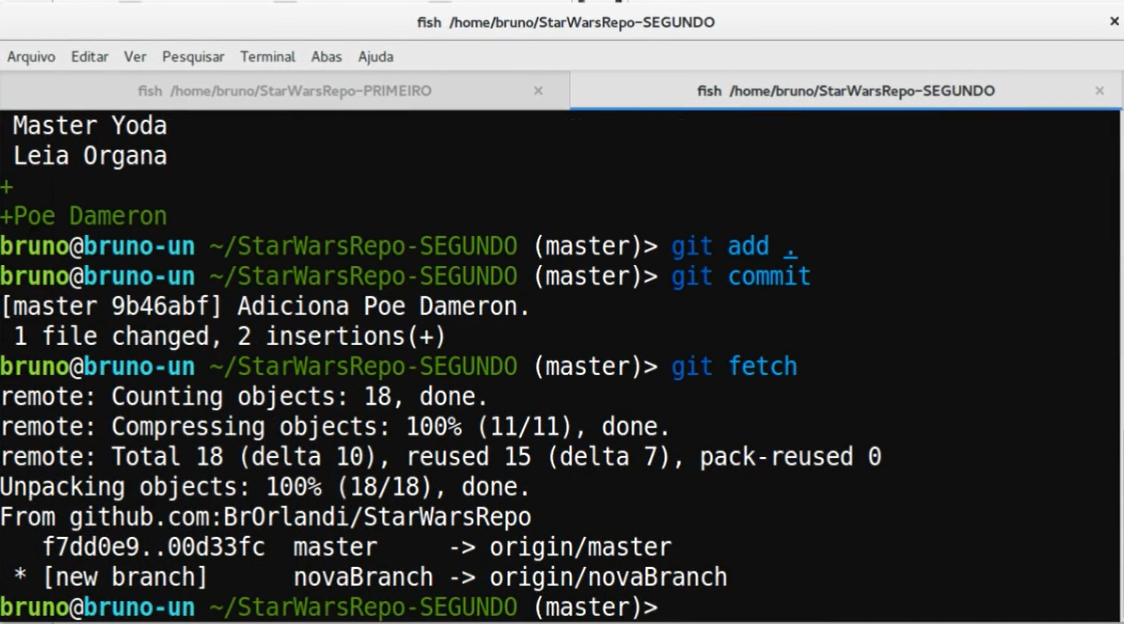 fish /home/bruno/StarWarsRepo-SEGUNDO ×
Arquivo Editar Ver Pesquisar Terminal Abas Ajuda
fish /home/bruno/StarWarsRepo-PRIMEIRO × fish /home/bruno/StarWarsRepo-SEGUNDO ×
Master Yoda
Leia Organa
+
+Poe Dameron
bruno@bruno-un ~/StarWarsRepo-SEGUNDO (master)> git add .
bruno@bruno-un ~/StarWarsRepo-SEGUNDO (master)> git commit
[master 9b46abf] Adiciona Poe Dameron.
1 file changed, 2 insertions(+)
bruno@bruno-un ~/StarWarsRepo-SEGUNDO (master)> git fetch
remote: Counting objects: 18, done.
remote: Compressing objects: 100% (11/11), done.
remote: Total 18 (delta 10), reused 15 (delta 7), pack-reused 0
Unpacking objects: 100% (18/18), done.
From github.com:BrOrlandi/StarWarsRepo
f7dd0e9..00d33fc master -> origin/master
* [new branch] novaBranch -> origin/novaBranch
bruno@bruno-un ~/StarWarsRepo-SEGUNDO (master)>